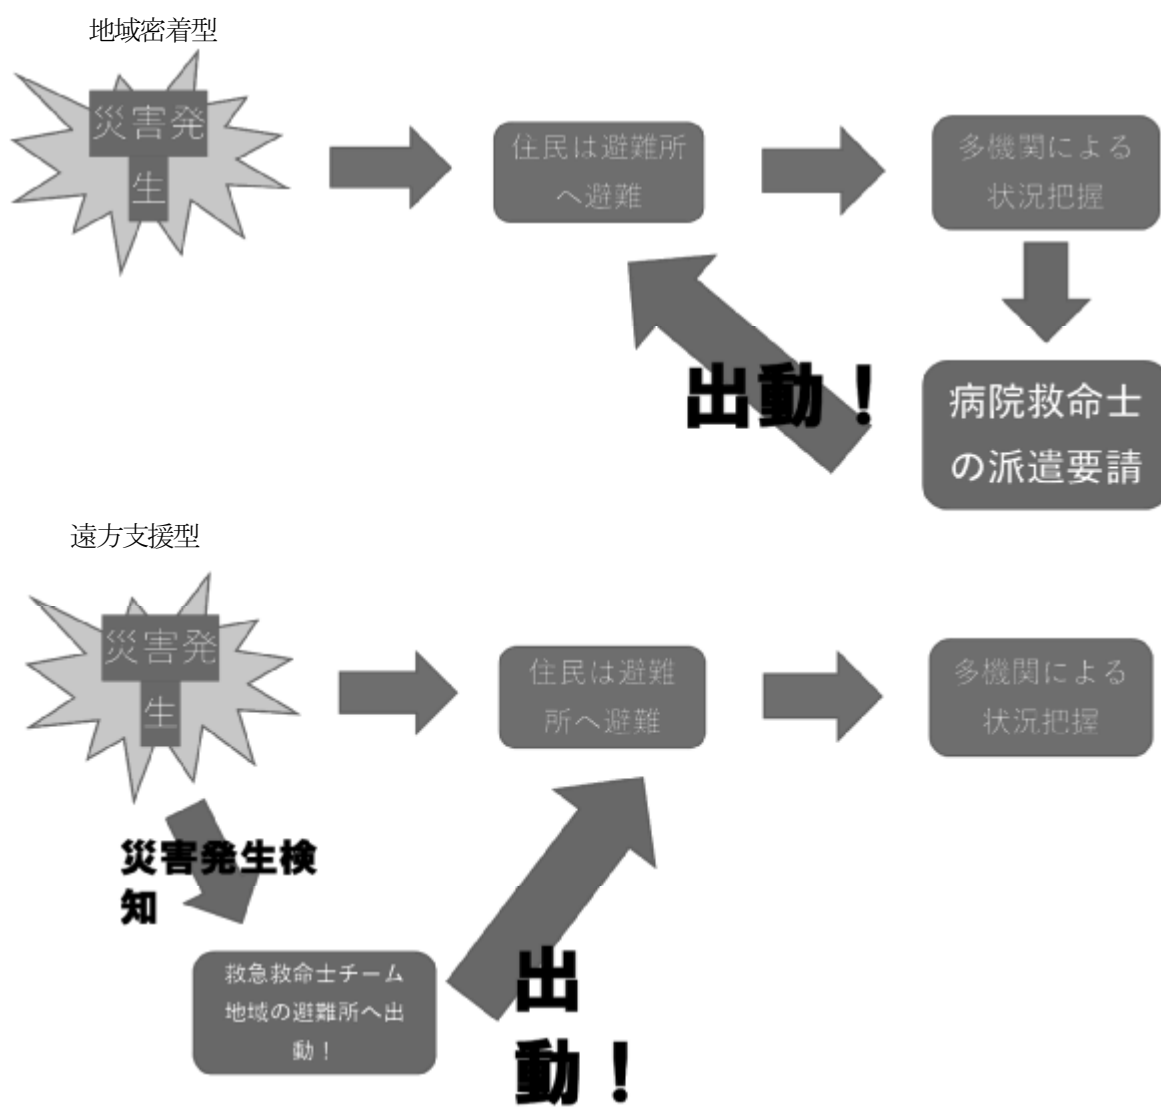 地域密着型
災害発
生
住民は避難所
へ避難
多機関による
状況把握
出動！
病院救命士
の派遣要請
遠方支援型
災害発
生
住民は避難
所へ避難
多機関による
状況把握
災害発生検
知
救急救命士チーム
地域の避難所へ出
動！
出
動！